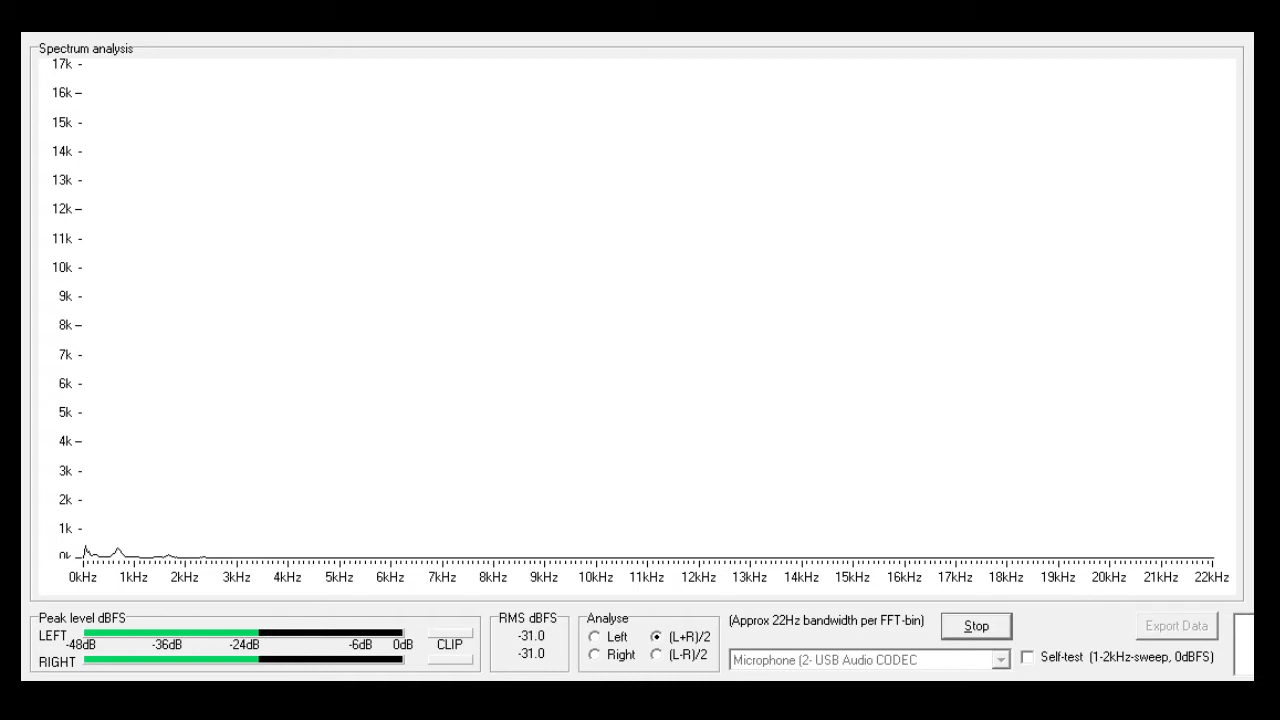 Spectrum analysis
17k
16k
15k
14k
13k
12k
11k
10k
9k
8k
7k
6k
5k
4k
3k
2k
1k
0k
0kHz 1kHz 2kHz 3kHz 4kHz 5kHz 6kHz 7kHz 8kHz 9kHz 10kHz 11kHz 12kHz 13kHz 14kHz 15kHz 16kHz 17kHz 18kHz 19kHz 20kHz 21kHz 22kHz
Peak level dBFS
LEFT
-48dB -36dB -24dB -6dB 0dB CLIP
RIGHT
RMS dBFS
-31.0
-31.0
Analyse
Left (L+R)/2
Right (L-R)/2
(Approx 22Hz bandwidth per FFT-bin)
Stop
Export Data
Microphone (2- USB Audio CODEC
Self-test (1-2kHz-sweep, 0dBFS)